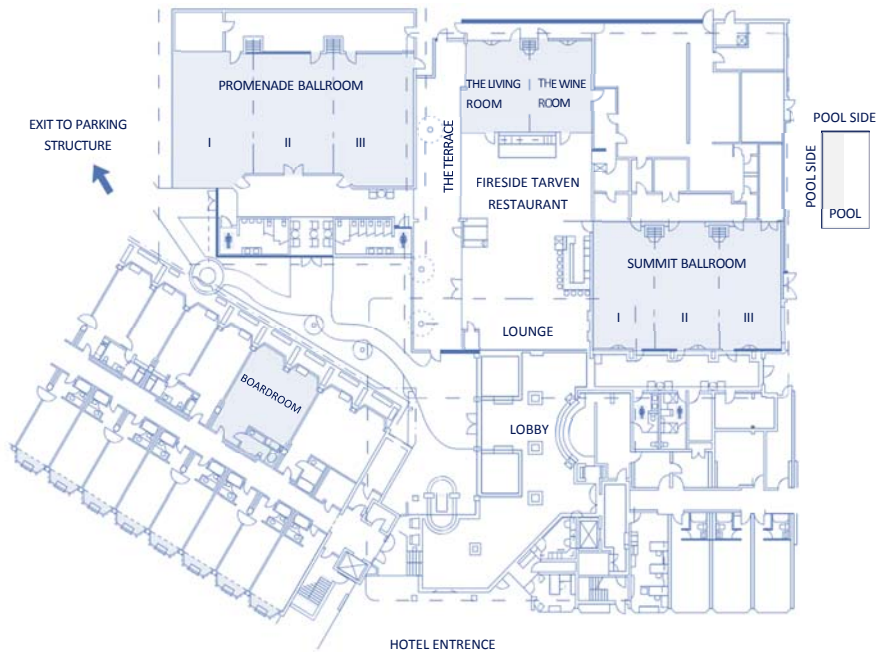 PROMENADE BALLROOM
I II III
EXIT TO PARKING
STRUCTURE
THE LIVING
ROOM
THE WINE
ROOM
THE TERRACE
FIRESIDE TARVEN
RESTAURANT
POOL SIDE
POOL SIDE
POOL
SUMMIT BALLROOM
I II III
LOUNGE
BOARDROOM
LOBBY
HOTEL ENTRENCE